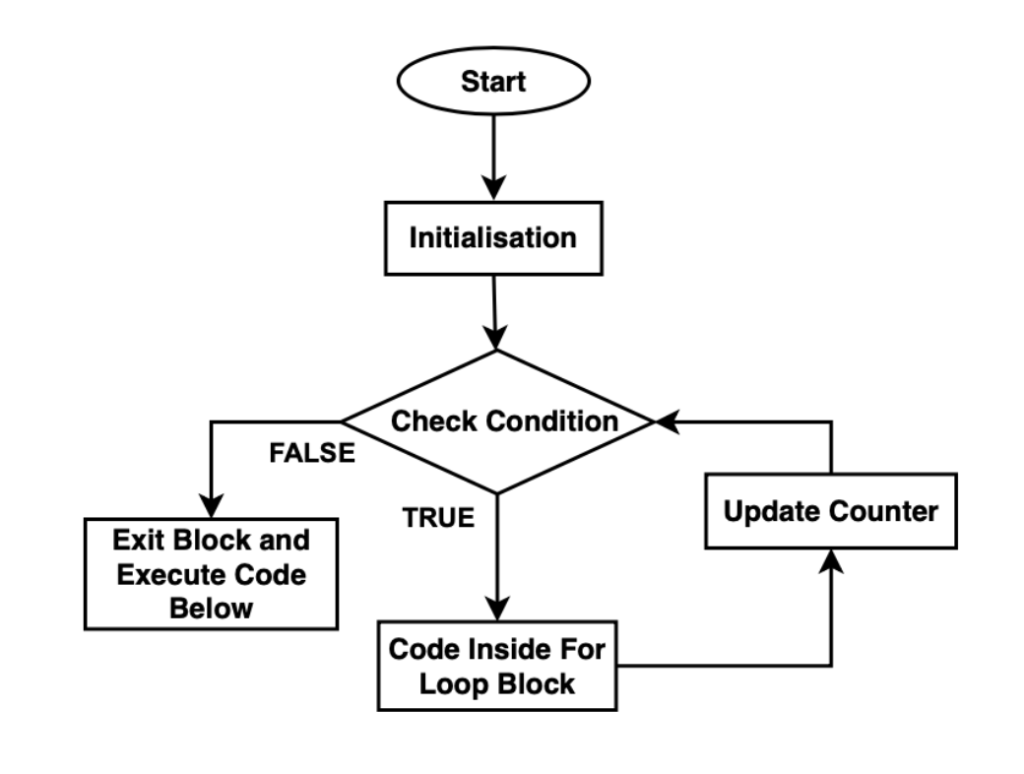 Start
Initialisation
Check Condition
FALSE
TRUE
Update Counter
Exit Block and
Execute Code
Below
Code Inside For
Loop Block